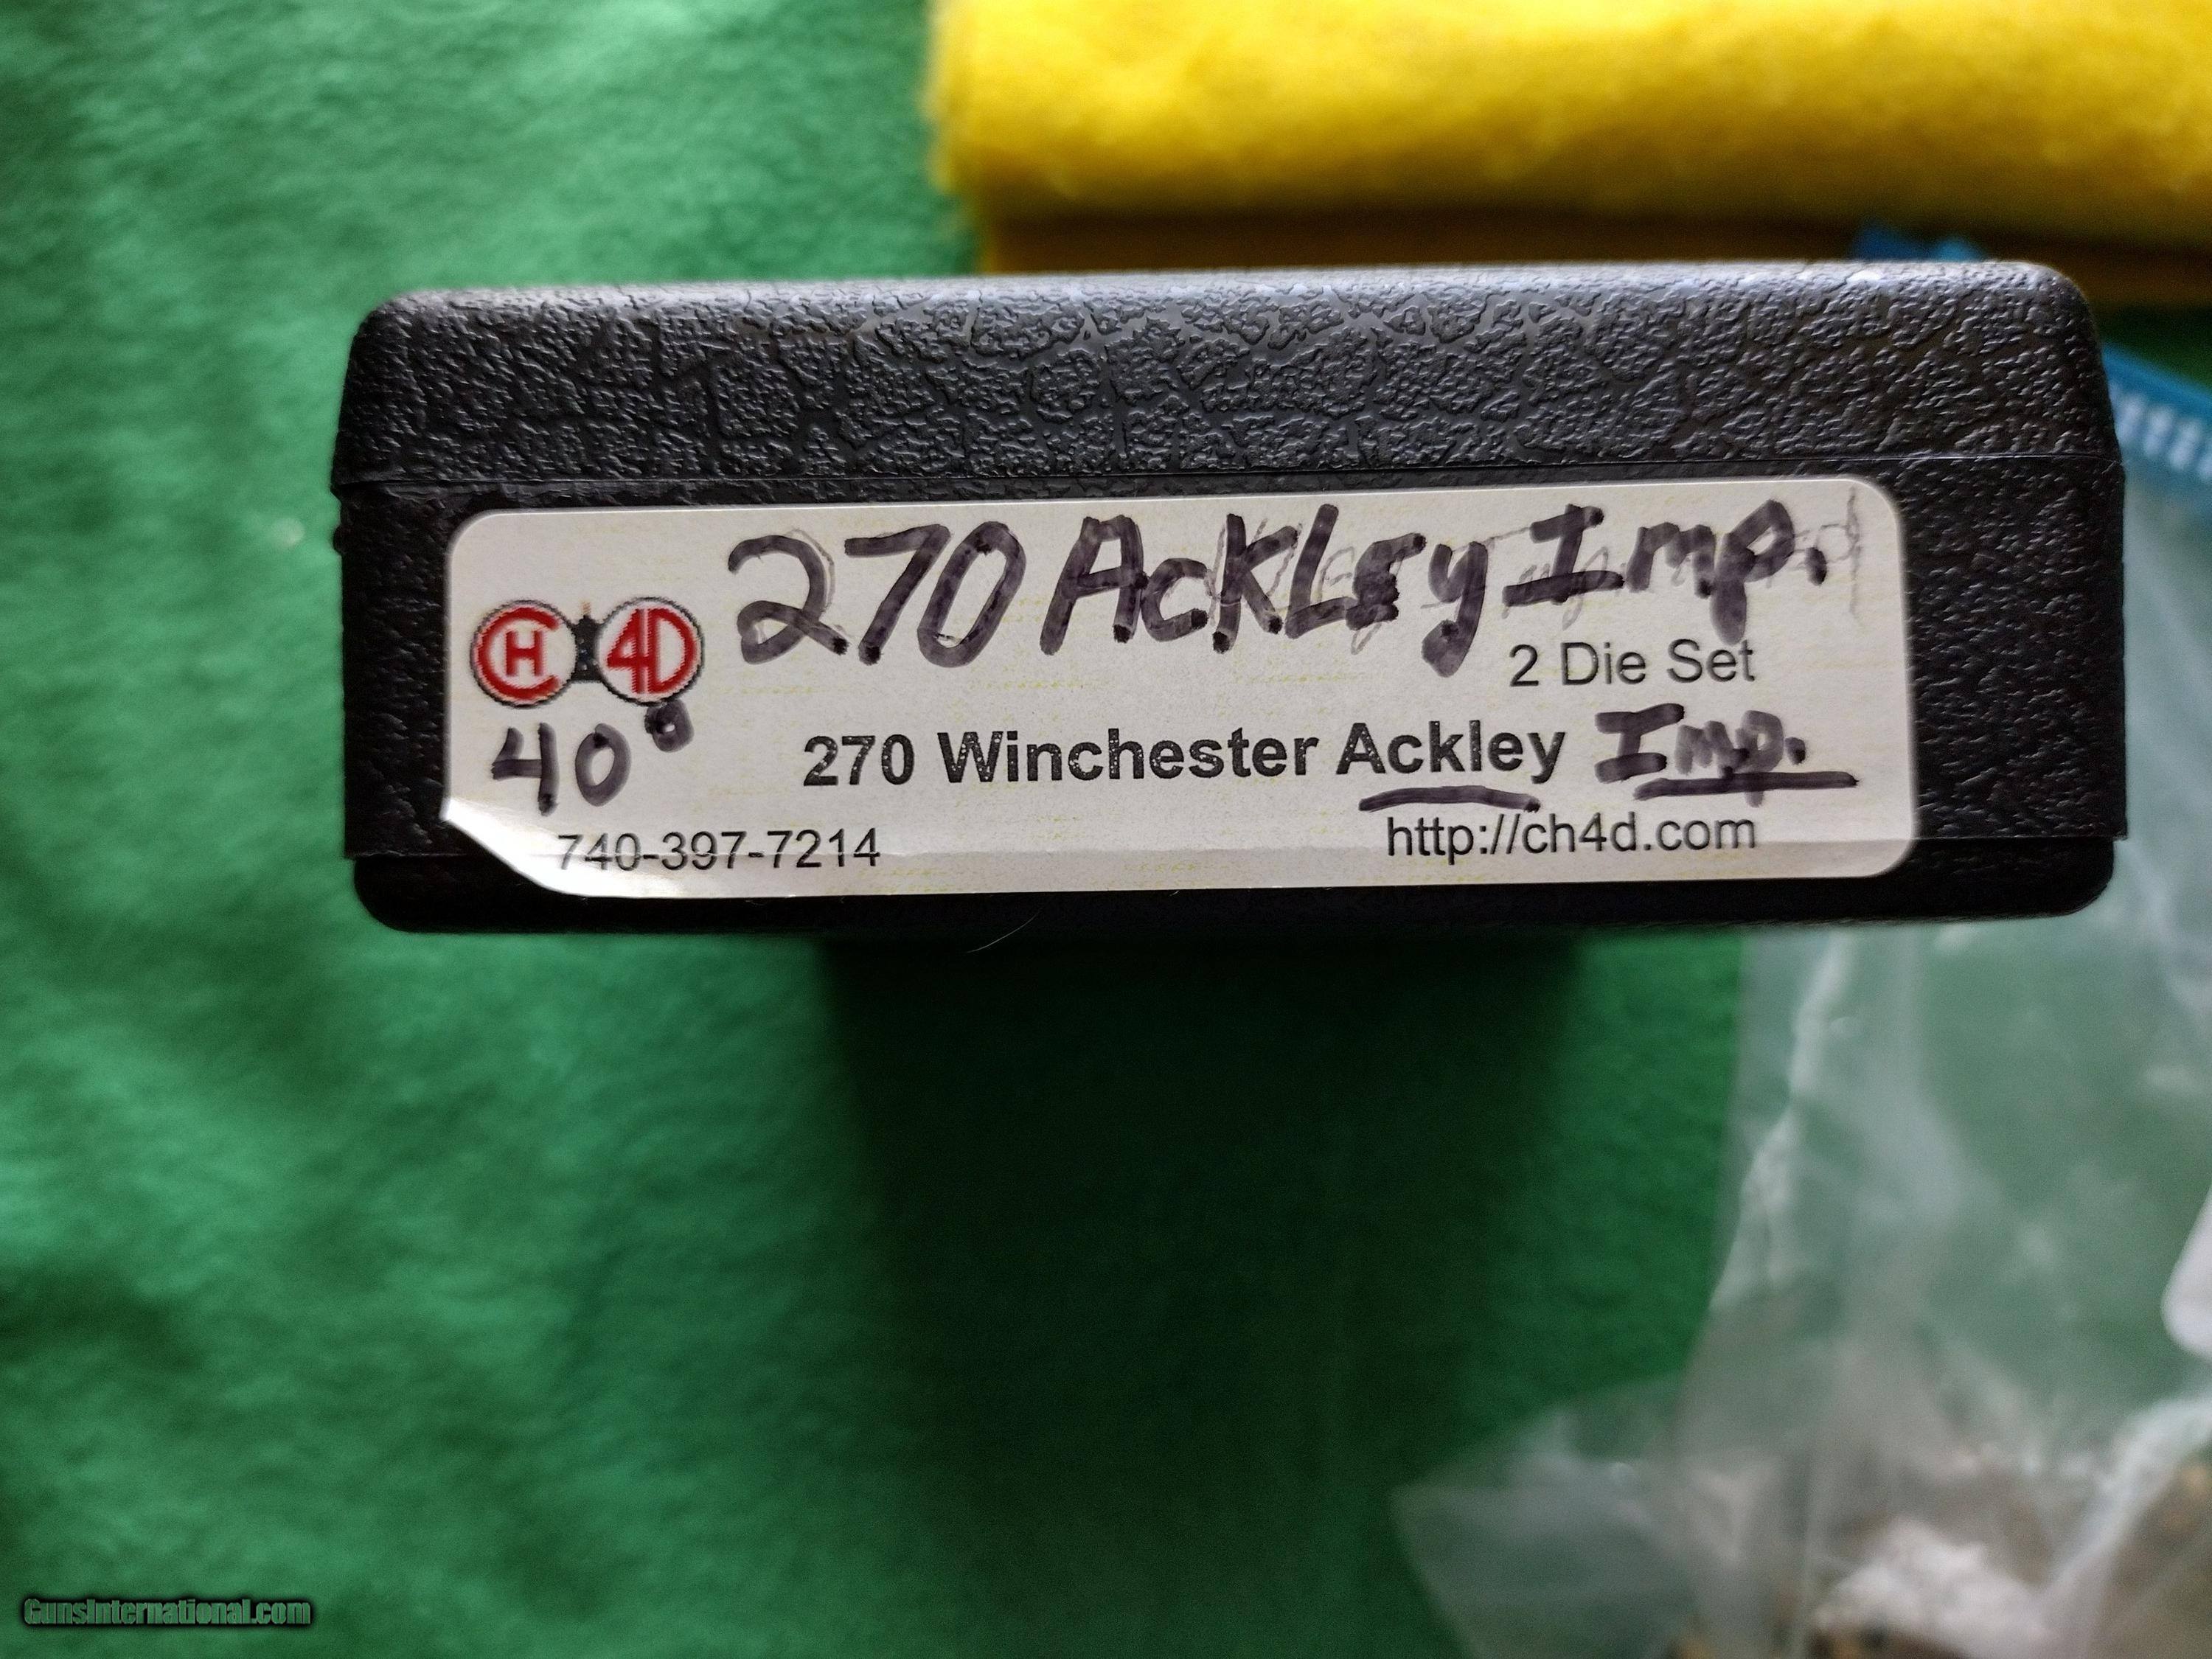 270 AckLey Imp.
CH 4D
2 Die Set
40°
270 Winchester Ackley Imp.
740-397-7214
http://ch4d.com
GunsInternational.com